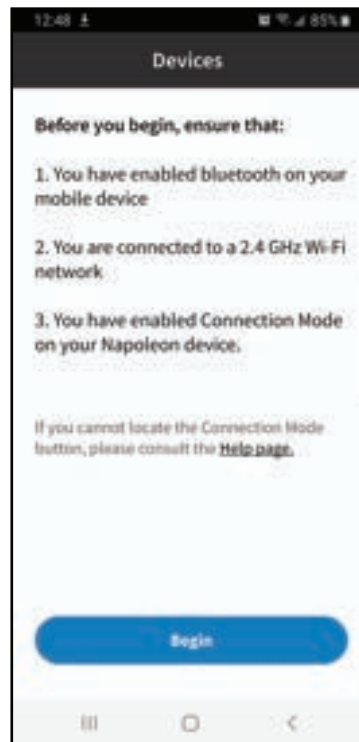 12:48
85%
Devices
Before you begin, ensure that:
1. You have enabled bluetooth on your
mobile device
2. You are connected to a 2.4 GHz Wi-Fi
network
3. You have enabled Connection Mode
on your Napoleon device.
If you cannot locate the Connection Mode
button, please consult the Help page.
Begin